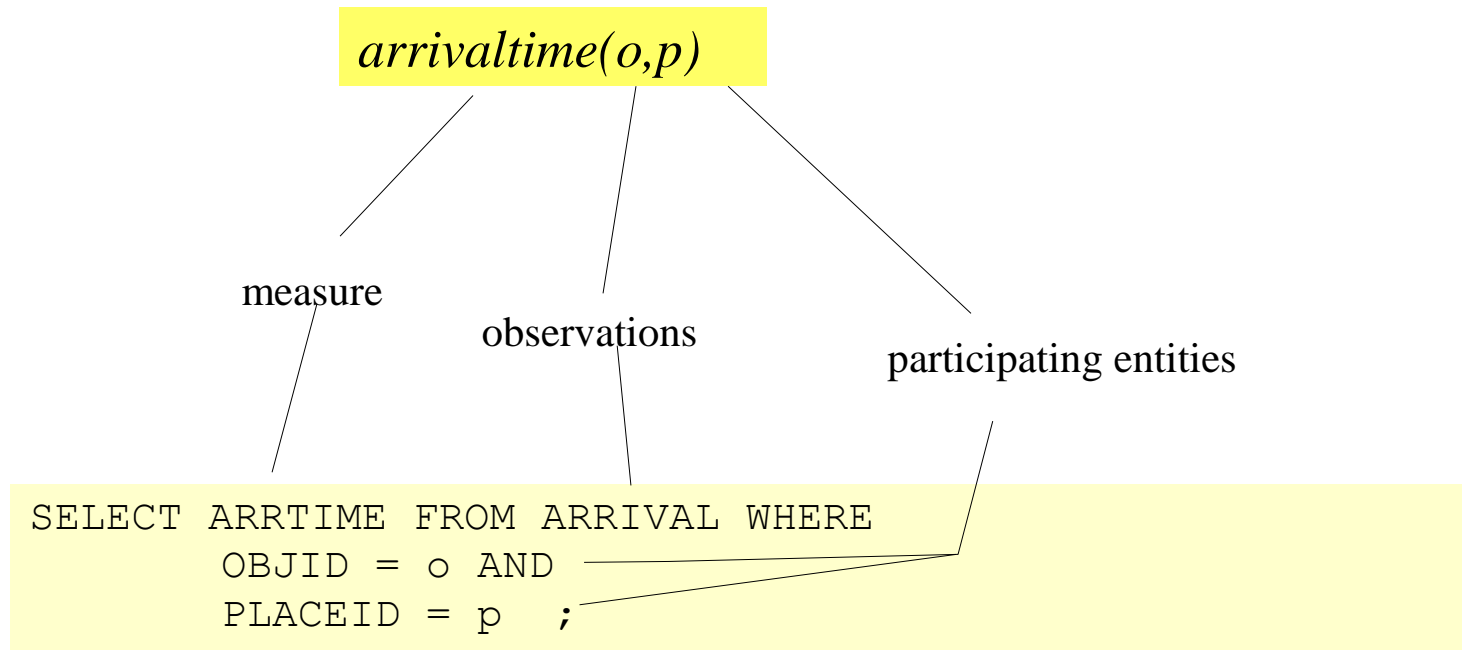 arrivaltime(o,p)
measure
observations
participating entities
SELECT ARRTIME FROM ARRIVAL WHERE
OBJID = o AND
PLACEID = p ;